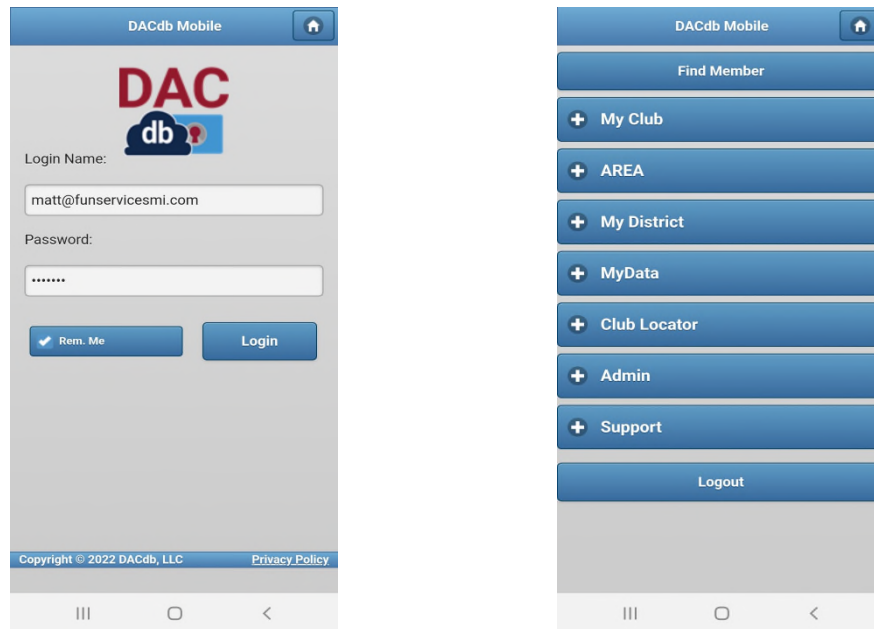 DACdb Mobile
DAC
db
Login Name:
matt@funservicesmi.com
Password:
•••••••
Rem. Me
Login
Copyright © 2022 DACdb, LLC Privacy Policy
DACdb Mobile
Find Member
My Club
AREA
My District
MyData
Club Locator
Admin
Support
Logout